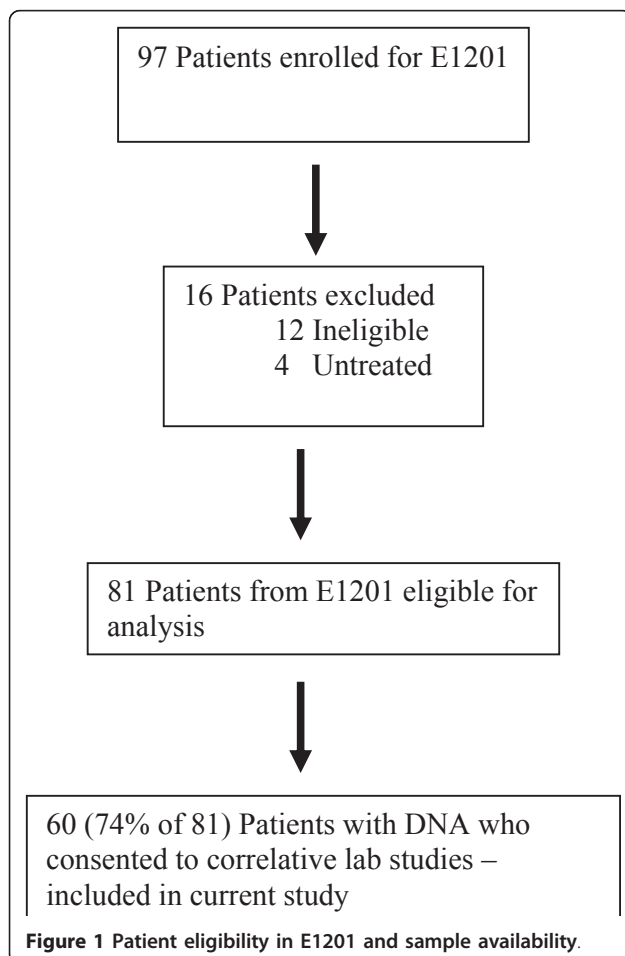 97 Patients enrolled for E1201
16 Patients excluded
12 Ineligible
4 Untreated
81 Patients from E1201 eligible for
analysis
60 (74% of 81) Patients with DNA who
consented to correlative lab studies –
included in current study
Figure 1 Patient eligibility in E1201 and sample availability.